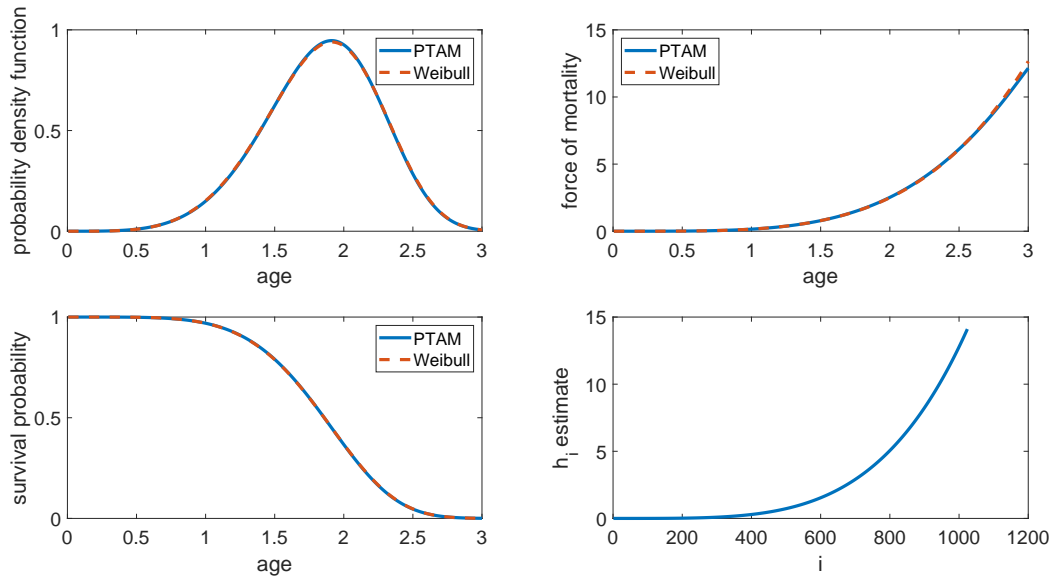 probability density function
1
0.5
0
0 0.5 1 1.5 2 2.5 3
age
PTAM
Weibull
force of mortality
15
10
5
0
0 0.5 1 1.5 2 2.5 3
age
PTAM
Weibull
survival probability
1
0.5
0
0 0.5 1 1.5 2 2.5 3
age
PTAM
Weibull
h_i estimate
15
10
5
0
0 200 400 600 800 1000 1200
i